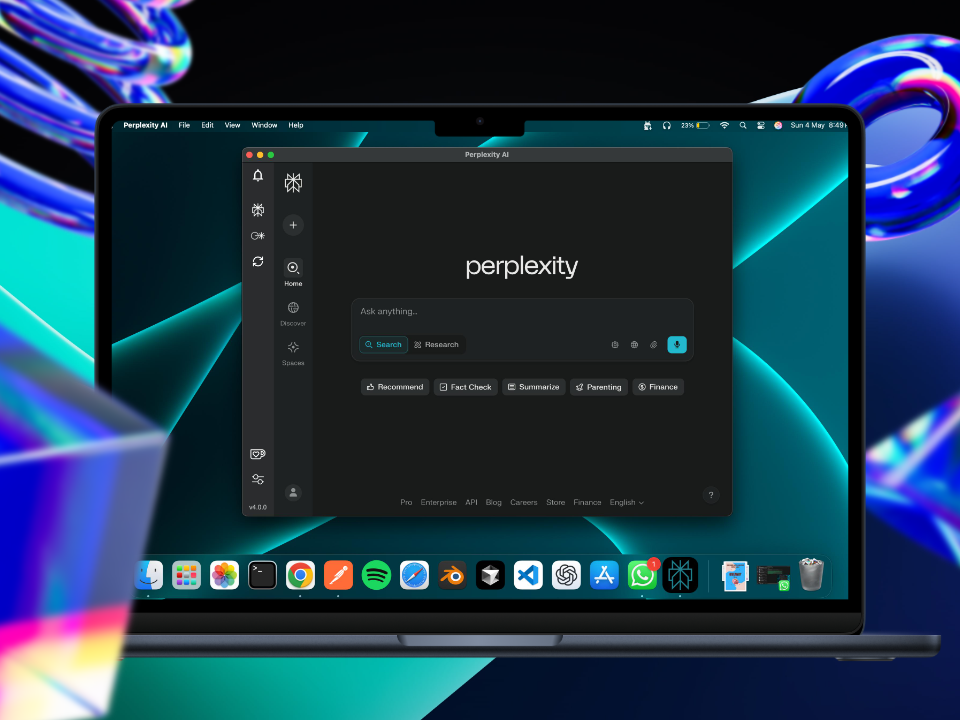 Perplexity AI File Edit View Window Help 23% Sun 4 May 8:49
Perplexity AI
perplexity
Ask anything..
Search Research
Home
Discover
Spaces
Recommend Fact Check Summarize Parenting Finance
Pro Enterprise API Blog Careers Store Finance English ?
v4.0.0
>_
1